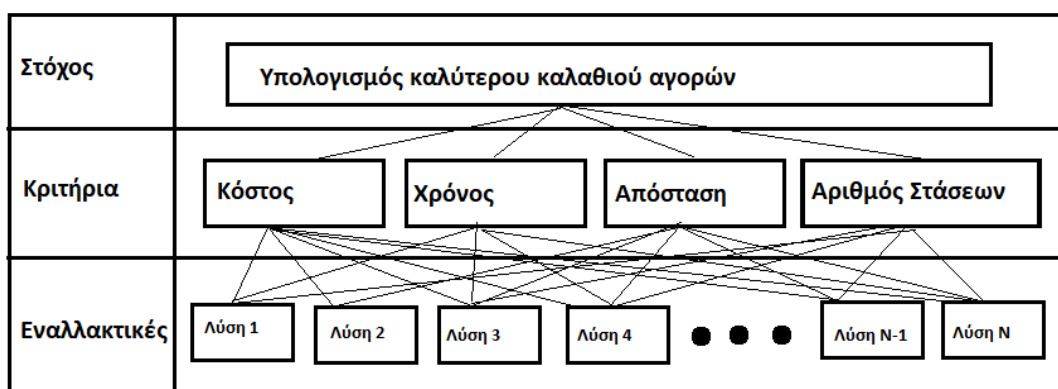 Στόχος
Υπολογισμός καλύτερου καλαθιού αγορών
Κριτήρια
Κόστος
Χρόνος
Απόσταση
Αριθμός Στάσεων
Εναλλακτικές
Λύση 1
Λύση 2
Λύση 3
Λύση 4
Λύση Ν-1
Λύση Ν